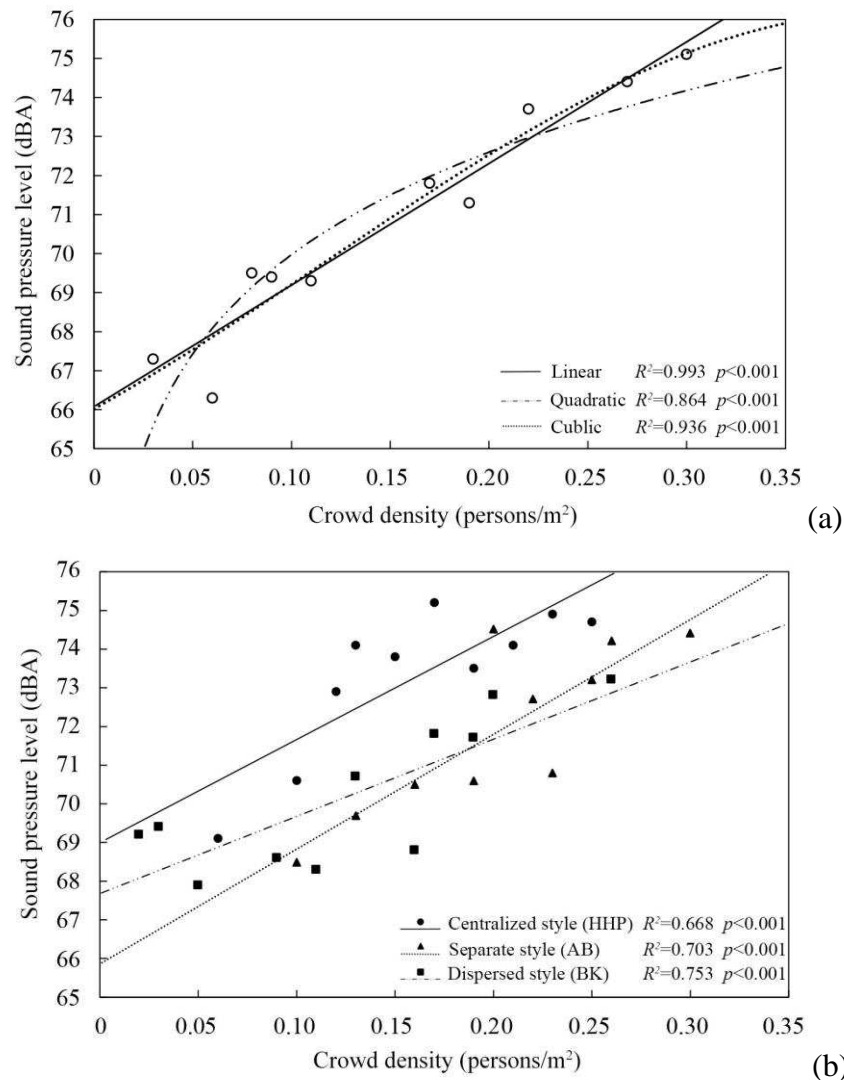 76
75
74
73
72
71
70
69
68
67
66
65
Sound pressure level (dBA)
Linear R²=0.993 p<0.001
Quadratic R²=0.864 p<0.001
Cublic R²=0.936 p<0.001
0 0.05 0.10 0.15 0.20 0.25 0.30 0.35
Crowd density (persons/m²)
(a)
76
75
74
73
72
71
70
69
68
67
66
65
Sound pressure level (dBA)
Centralized style (HHP) R²=0.668 p<0.001
Separate style (AB) R²=0.703 p<0.001
Dispersed style (BK) R²=0.753 p<0.001
0 0.05 0.10 0.15 0.20 0.25 0.30 0.35
Crowd density (persons/m²)
(b)